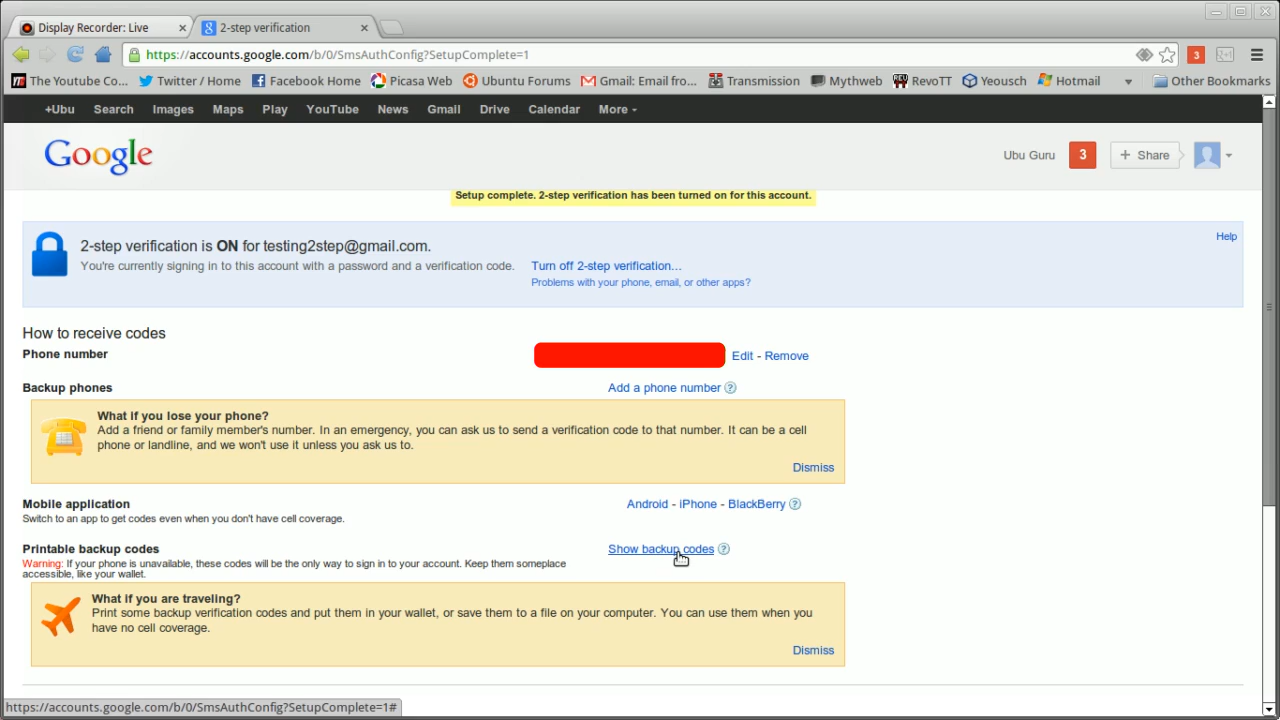 Display Recorder: Live
2-step verification
https://accounts.google.com/b/0/SmsAuthConfig?SetupComplete=1
3
The Youtube Co...
Twitter / Home
Facebook Home
Picasa Web
Ubuntu Forums
Gmail: Email fro...
Transmission
Mythweb
RevoTT
Yeousch
Hotmail
Other Bookmarks
+Ubu Search Images Maps Play YouTube News Gmail Drive Calendar More
Google
Ubu Guru
3
+ Share
Setup complete. 2-step verification has been turned on for this account.
2-step verification is ON for testing2step@gmail.com.
Help
You're currently signing in to this account with a password and a verification code.
Turn off 2-step verification...
Problems with your phone, email, or other apps?
How to receive codes
Phone number
Edit - Remove
Backup phones
Add a phone number ?
What if you lose your phone?
Add a friend or family member's number. In an emergency, you can ask us to send a verification code to that number. It can be a cell
phone or landline, and we won't use it unless you ask us to.
Dismiss
Mobile application
Android - iPhone - BlackBerry ?
Switch to an app to get codes even when you don't have cell coverage.
Printable backup codes
Show backup codes ?
Warning: If your phone is unavailable, these codes will be the only way to sign in to your account. Keep them someplace
accessible, like your wallet.
What if you are traveling?
Print some backup verification codes and put them in your wallet, or save them to a file on your computer. You can use them when you
have no cell coverage.
Dismiss
https://accounts.google.com/b/0/SmsAuthConfig?SetupComplete=1#